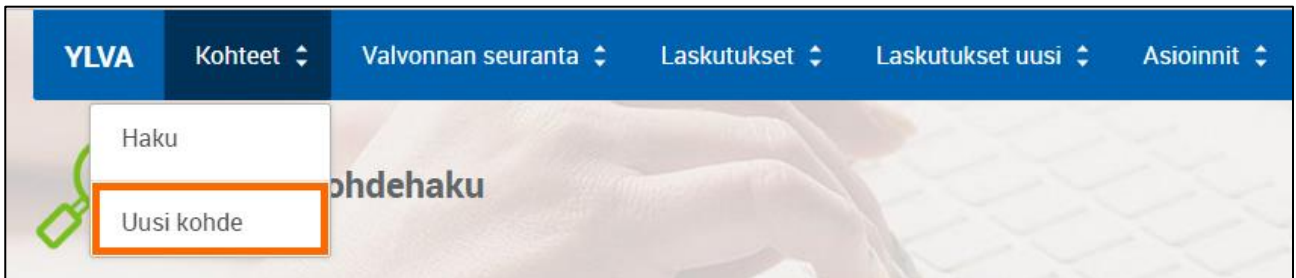 YLVA Kohteet Valvonnan seuranta Laskutukset Laskutukset uusi Asioinnit
Haku
ohdehaku
Uusi kohde